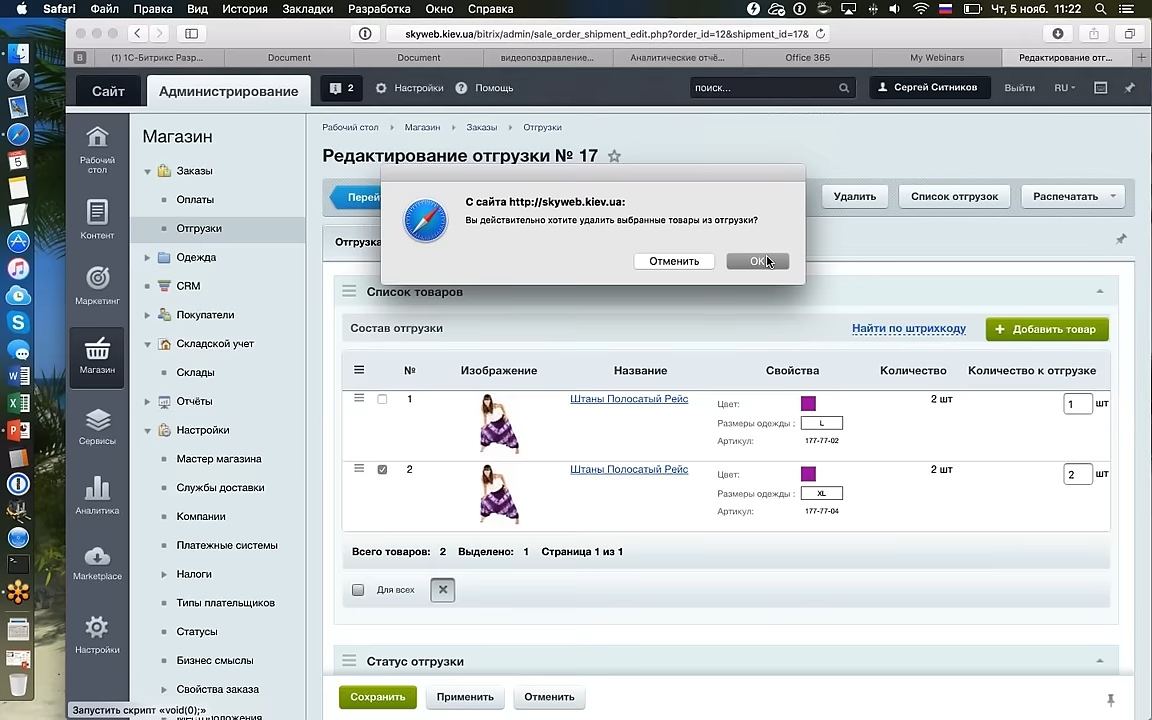 Safari Файл Правка Вид История Закладки Разработка Окно Справка Чт, 5 нояб. 11:22
skyweb.kiev.ua/bitrix/admin/sale_order_shipment_edit.php?order_id=12&shipment_id=17&
(1) 1С-Битрикс Разр... Document Document видеопоздравление... Аналитические отчё... Office 365 My Webinars Редактирование отг...
Сайт Администрирование 2 Настройки Помощь поиск... Сергей Ситников Выйти RU
Рабочий стол Магазин Заказы Отгрузки
Редактирование отгрузки № 17
Перей
Удалить Список отгрузок Распечатать
Отгрузка
С сайта http://skyweb.kiev.ua:
Вы действительно хотите удалить выбранные товары из отгрузки?
Отменить OK
Рабочий стол
Контент
Маркетинг
Магазин
Сервисы
Аналитика
Marketplace
Настройки
Магазин
Заказы
Оплаты
Отгрузки
Одежда
CRM
Покупатели
Складской учет
Склады
Отчёты
Настройки
Мастер магазина
Службы доставки
Компании
Платежные системы
Налоги
Типы плательщиков
Статусы
Бизнес смыслы
Свойства заказа
Местоположения
Список товаров
Состав отгрузки Найти по штрихкоду + Добавить товар
№ Изображение Название Свойства Количество Количество к отгрузке
1 Штаны Полосатый Рейс Цвет: 2 шт 1 шт
Размеры одежды : L
Артикул: 177-77-02
2 Штаны Полосатый Рейс Цвет: 2 шт 2 шт
Размеры одежды : XL
Артикул: 177-77-04
Всего товаров: 2 Выделено: 1 Страница 1 из 1
Для всех
Статус отгрузки
Сохранить Применить Отменить
Запустить скрипт «void(0);»